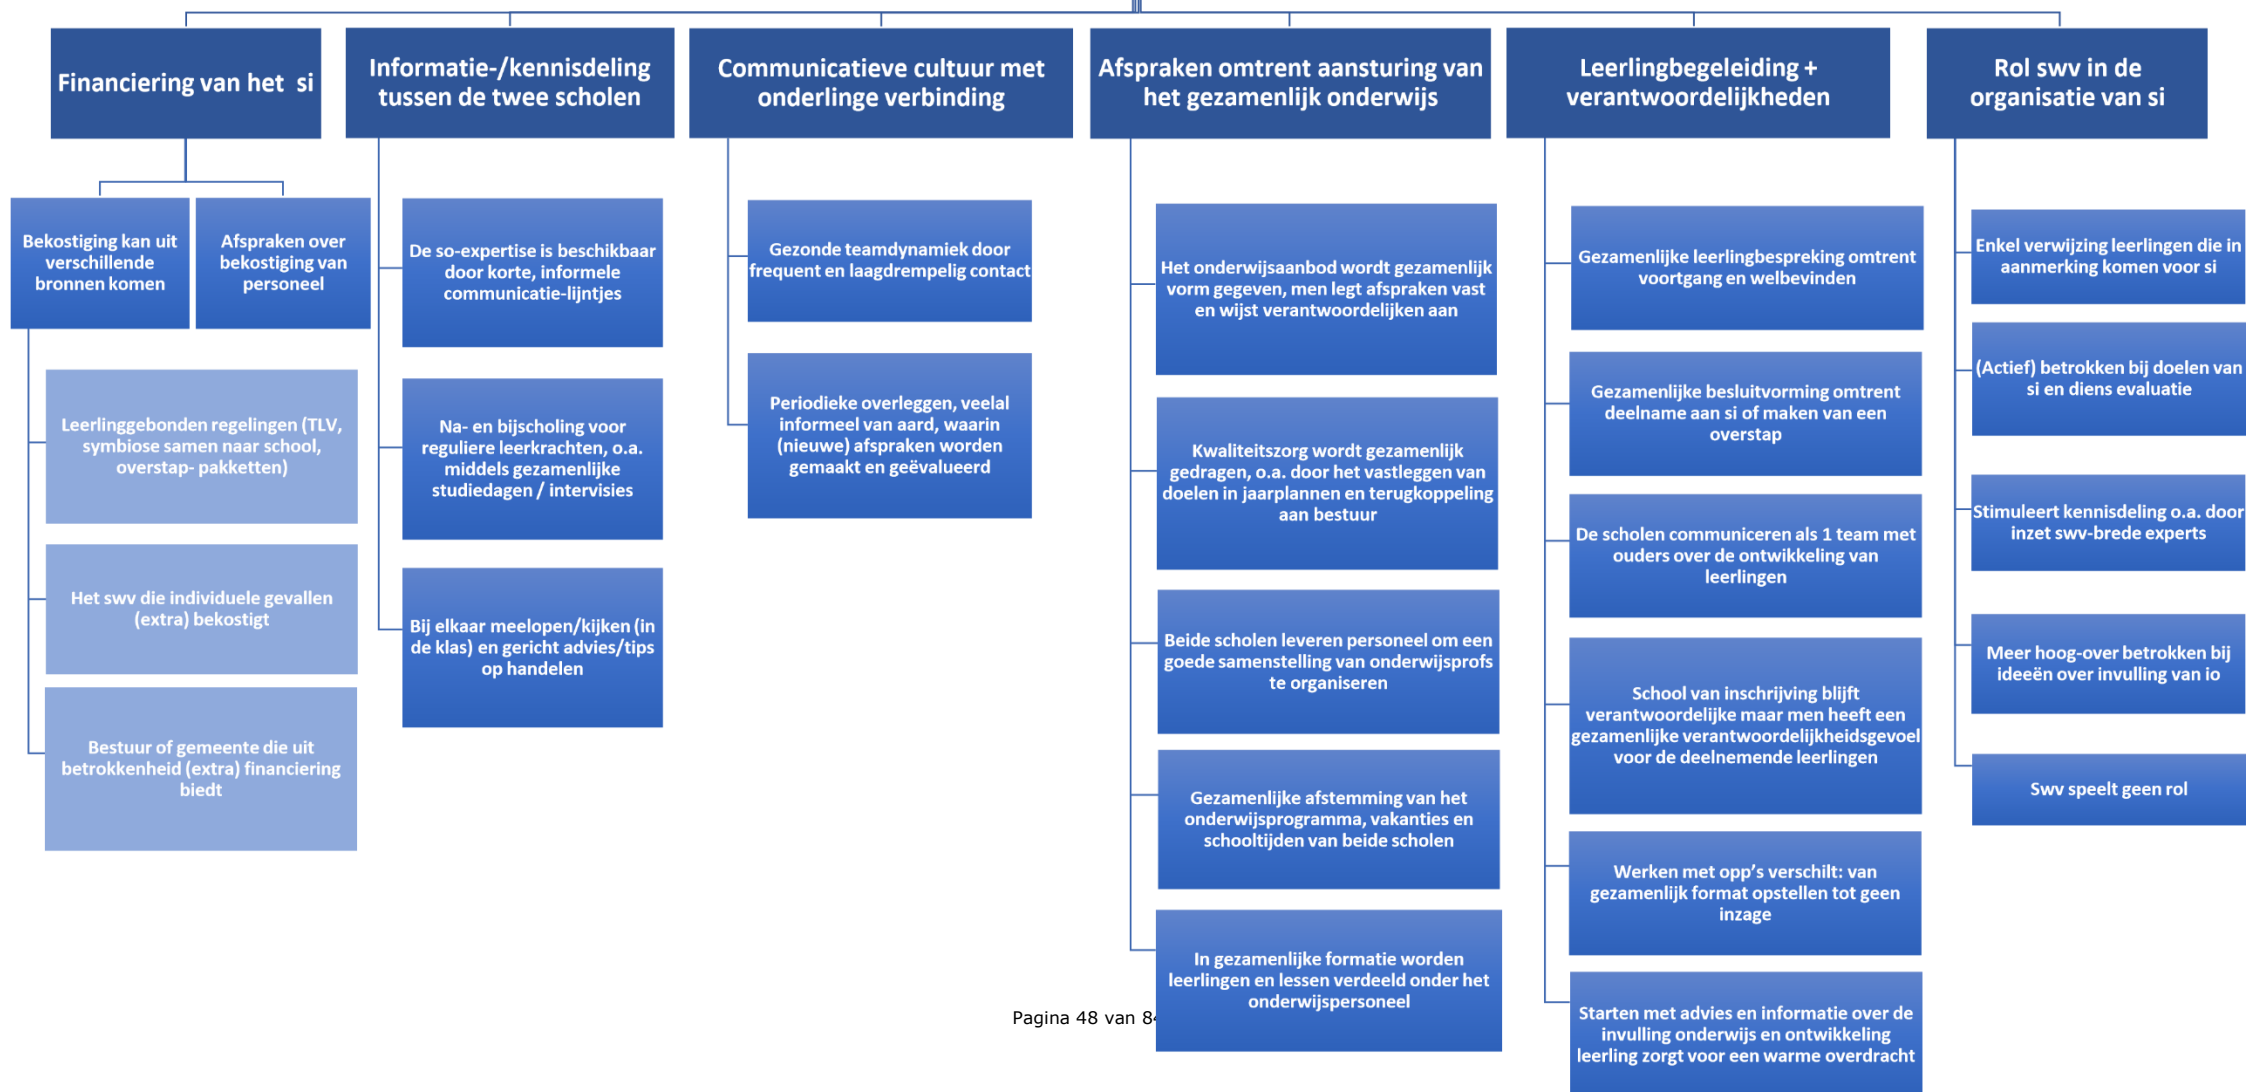 Financiering van het si
Bekostiging kan uit
verschillende
bronnen komen
Afspraken over
bekostiging van
personeel
Leerlinggebonden regelingen (TLV,
symbiose samen naar school,
overstap- pakketten)
Het swv die individuele gevallen
(extra) bekostigt
Bestuur of gemeente die uit
betrokkenheid (extra) financiering
biedt
Informatie-/kennisdeling
tussen de twee scholen
De so-expertise is beschikbaar
door korte, informele
communicatie-lijntjes
Na- en bijscholing voor
reguliere leerkrachten, o.a.
middels gezamenlijke
studiedagen / intervisies
Bij elkaar meelopen/kijken (in
de klas) en gericht advies/tips
op handelen
Communicatieve cultuur met
onderlinge verbinding
Gezonde teamdynamiek door
frequent en laagdrempelig contact
Periodieke overleggen, veelal
informeel van aard, waarin
(nieuwe) afspraken worden
gemaakt en geëvalueerd
Afspraken omtrent aansturing van
het gezamenlijk onderwijs
Het onderwijsaanbod wordt gezamenlijk
vorm gegeven, men legt afspraken vast
en wijst verantwoordelijken aan
Kwaliteitszorg wordt gezamenlijk
gedragen, o.a. door het vastleggen van
doelen in jaarplannen en terugkoppeling
aan bestuur
Beide scholen leveren personeel om een
goede samenstelling van onderwijsprofs
te organiseren
Gezamenlijke afstemming van het
onderwijsprogramma, vakanties en
schooltijden van beide scholen
In gezamenlijke formatie worden
leerlingen en lessen verdeeld onder het
onderwijspersoneel
Leerlingbegeleiding +
verantwoordelijkheden
Gezamenlijke leerlingbespreking omtrent
voortgang en welbevinden
Gezamenlijke besluitvorming omtrent
deelname aan si of maken van een
overstap
De scholen communiceren als 1 team met
ouders over de ontwikkeling van
leerlingen
School van inschrijving blijft
verantwoordelijke maar men heeft een
gezamenlijke verantwoordelijkheidsgevoel
voor de deelnemende leerlingen
Werken met opp's verschilt: van
gezamenlijk format opstellen tot geen
inzage
Starten met advies en informatie over de
invulling onderwijs en ontwikkeling
leerling zorgt voor een warme overdracht
Rol swv in de
organisatie van si
Enkel verwijzing leerlingen die in
aanmerking komen voor si
(Actief) betrokken bij doelen van
si en diens evaluatie
Stimuleert kennisdeling o.a. door
inzet swv-brede experts
Meer hoog-over betrokken bij
ideeën over invulling van io
Swv speelt geen rol
Pagina 48 van 84